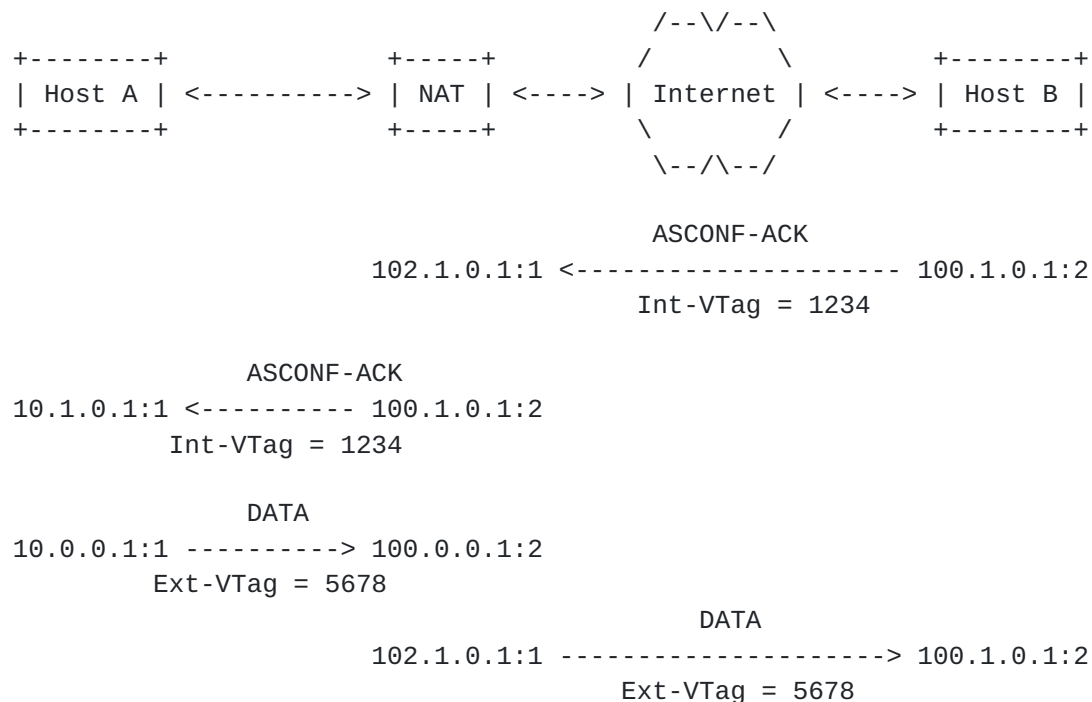 /--\/--\
+--------+ +-----+ / \ +--------+
| Host A | <----------> | NAT | <----> | Internet | <----> | Host B |
+--------+ +-----+ \ / +--------+
\--/\--/
ASCONF-ACK
102.1.0.1:1 <--------------------- 100.1.0.1:2
Int-VTag = 1234
ASCONF-ACK
10.1.0.1:1 <---------- 100.1.0.1:2
Int-VTag = 1234
DATA
10.0.0.1:1 ----------> 100.0.0.1:2
Ext-VTag = 5678
DATA
102.1.0.1:1 ---------------------> 100.1.0.1:2
Ext-VTag = 5678